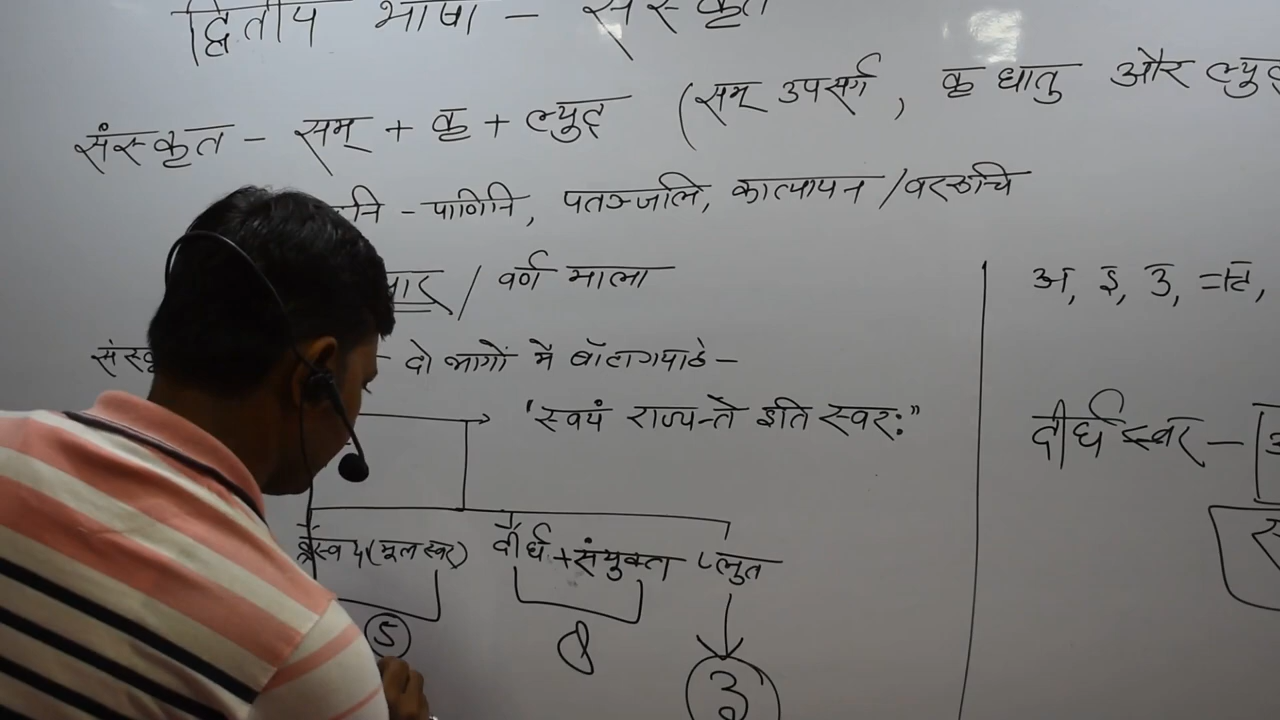 द्वितीय भाषा – संस्कृत
संस्कृत – सम् + कृ + ल्युट् (सम् उपसर्ग, कृ धातु और ल्युट्
नि – पाणिनि, पतञ्जलि, कात्यायन / वररूचि
/ वर्ण माला
दो भागों में बाँटा गया है –
"स्वयं राज्यन्ते इति स्वर:"
ह्रस्व (मूल स्वर) दीर्घ + संयुक्त प्लुत
5 8 ३
अ, इ, उ, ऋ,
दीर्घ स्वर –